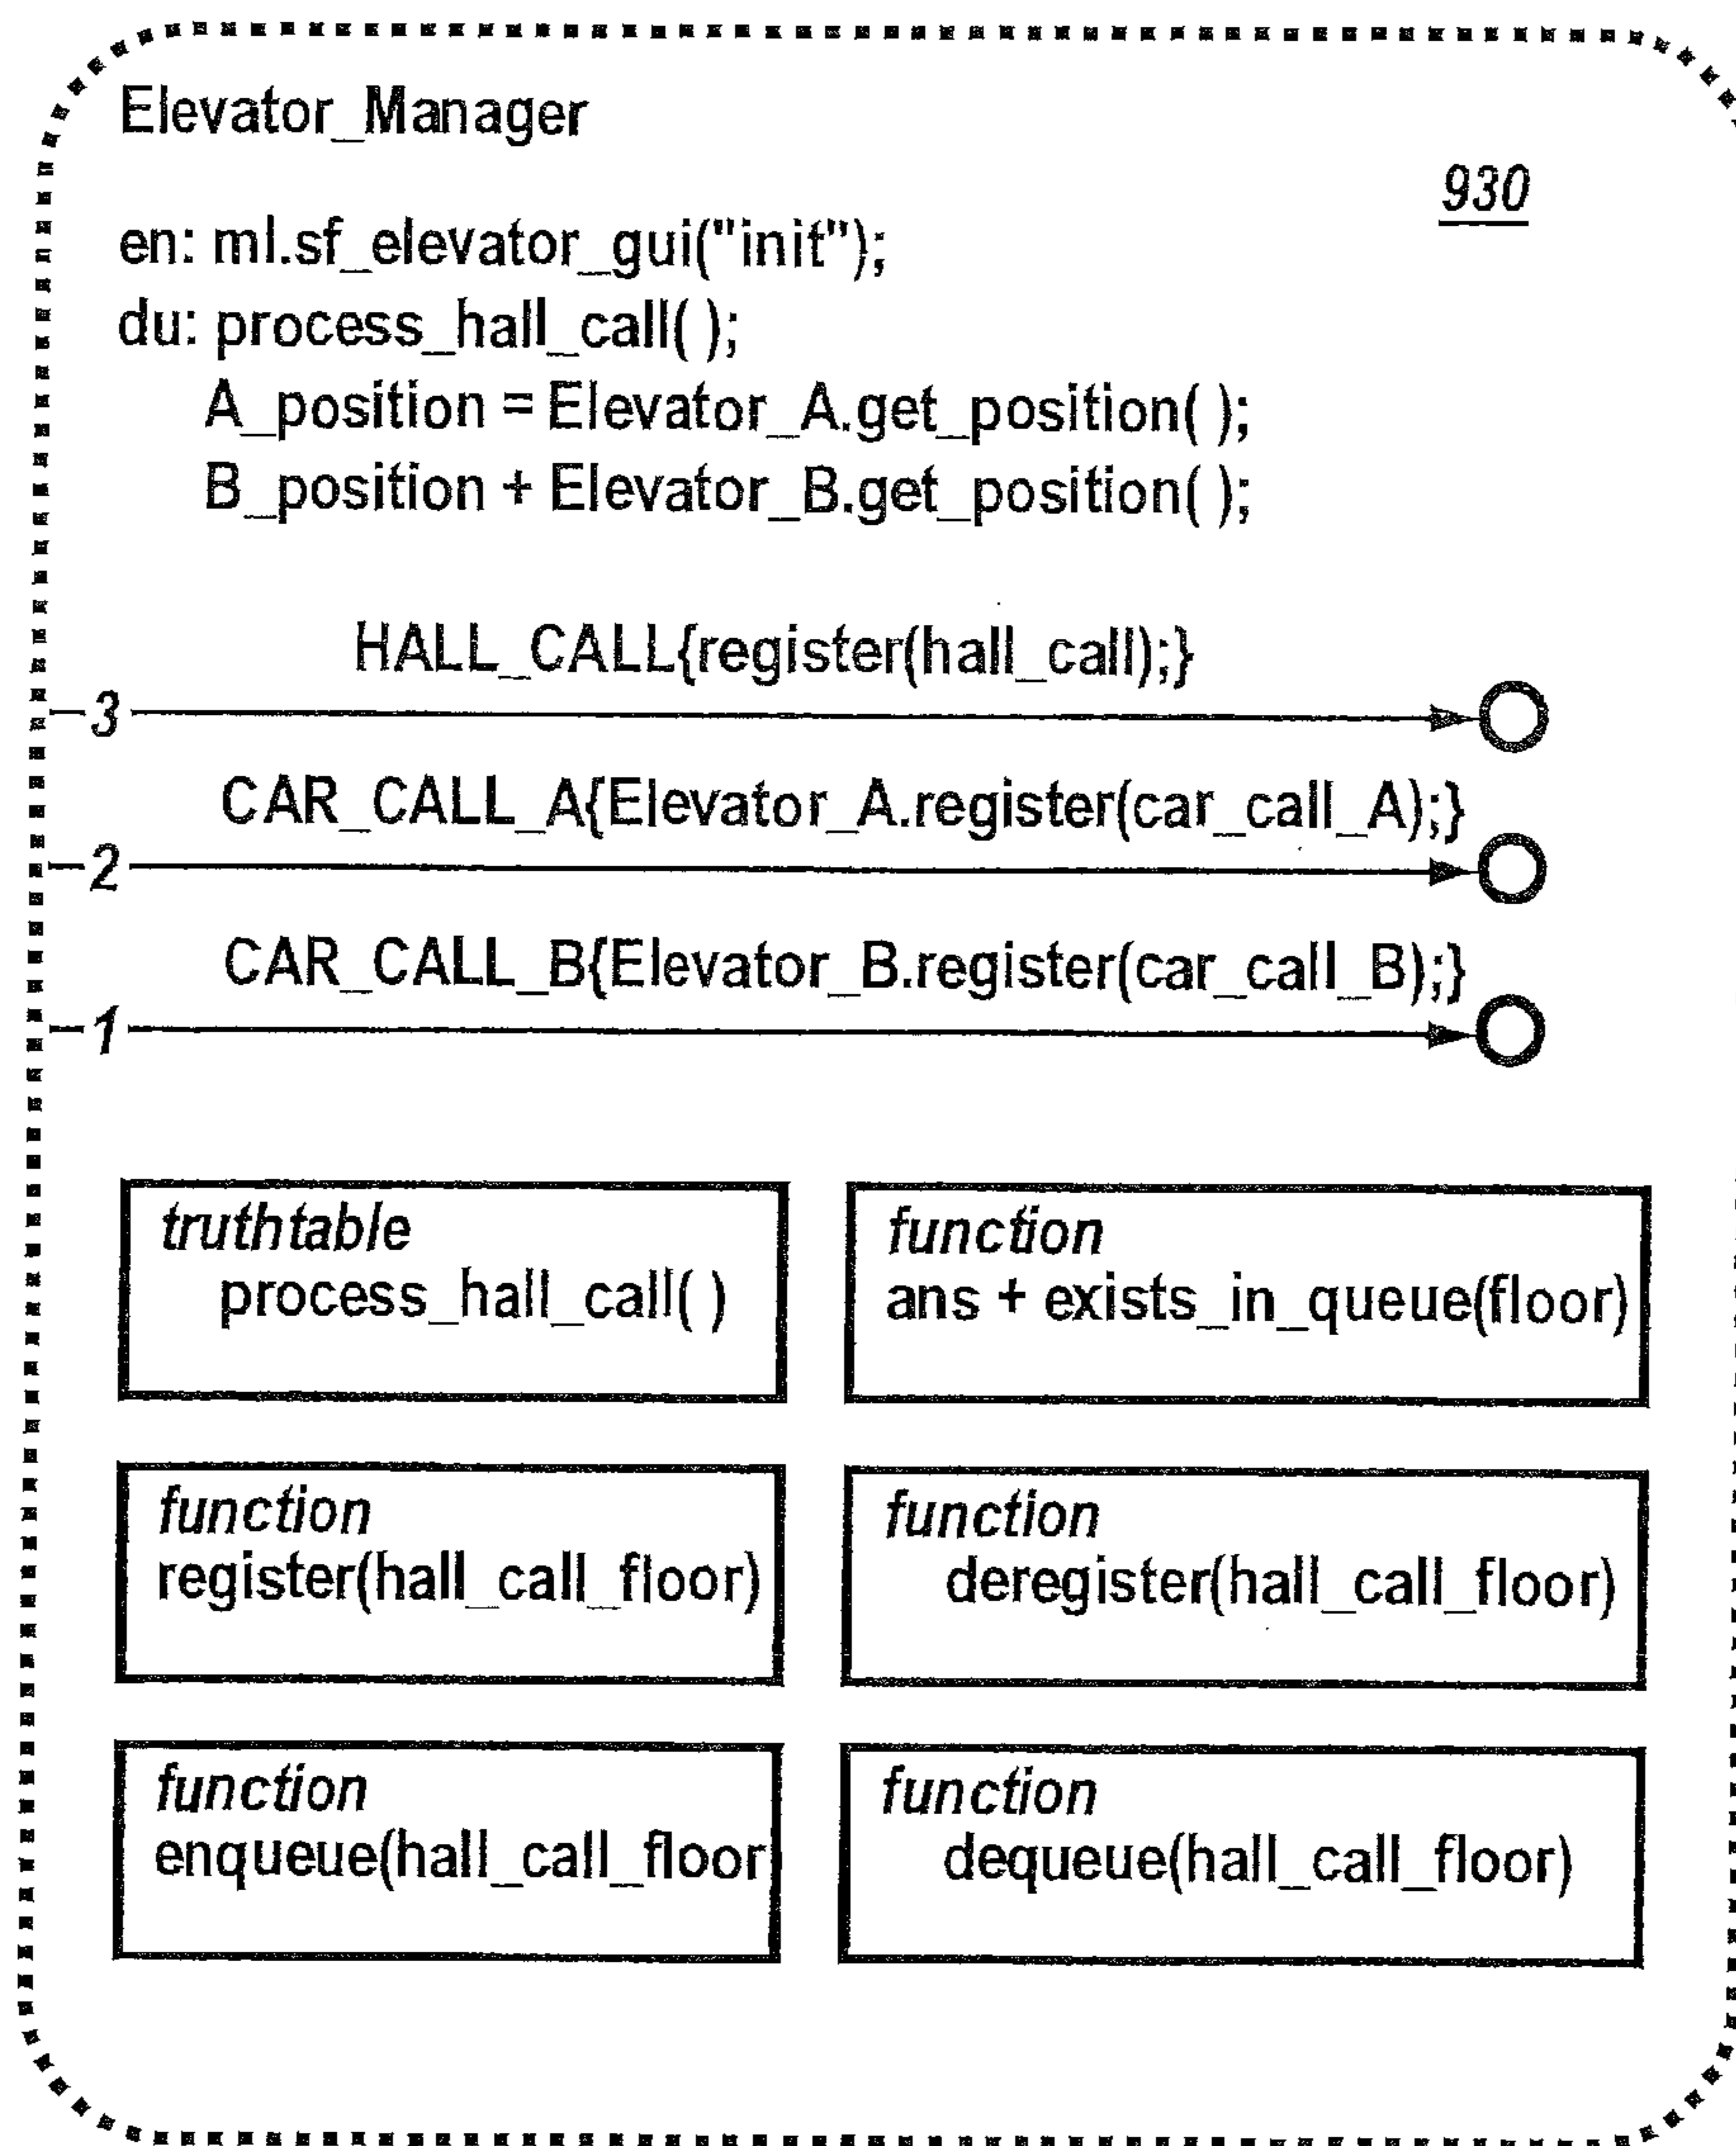 Elevator_Manager
930
en: ml.sf_elevator_gui("init");
du: process_hall_call( );
A_position = Elevator_A.get_position( );
B_position + Elevator_B.get_position( );
HALL_CALL{register(hall_call);}
3
CAR_CALL_A{Elevator_A.register(car_call_A);}
2
CAR_CALL_B{Elevator_B.register(car_call_B);}
1
truthtable
process_hall_call( )
function
ans + exists_in_queue(floor)
function
register(hall_call_floor)
function
deregister(hall_call_floor)
function
enqueue(hall_call_floor
function
dequeue(hall_call_floor)